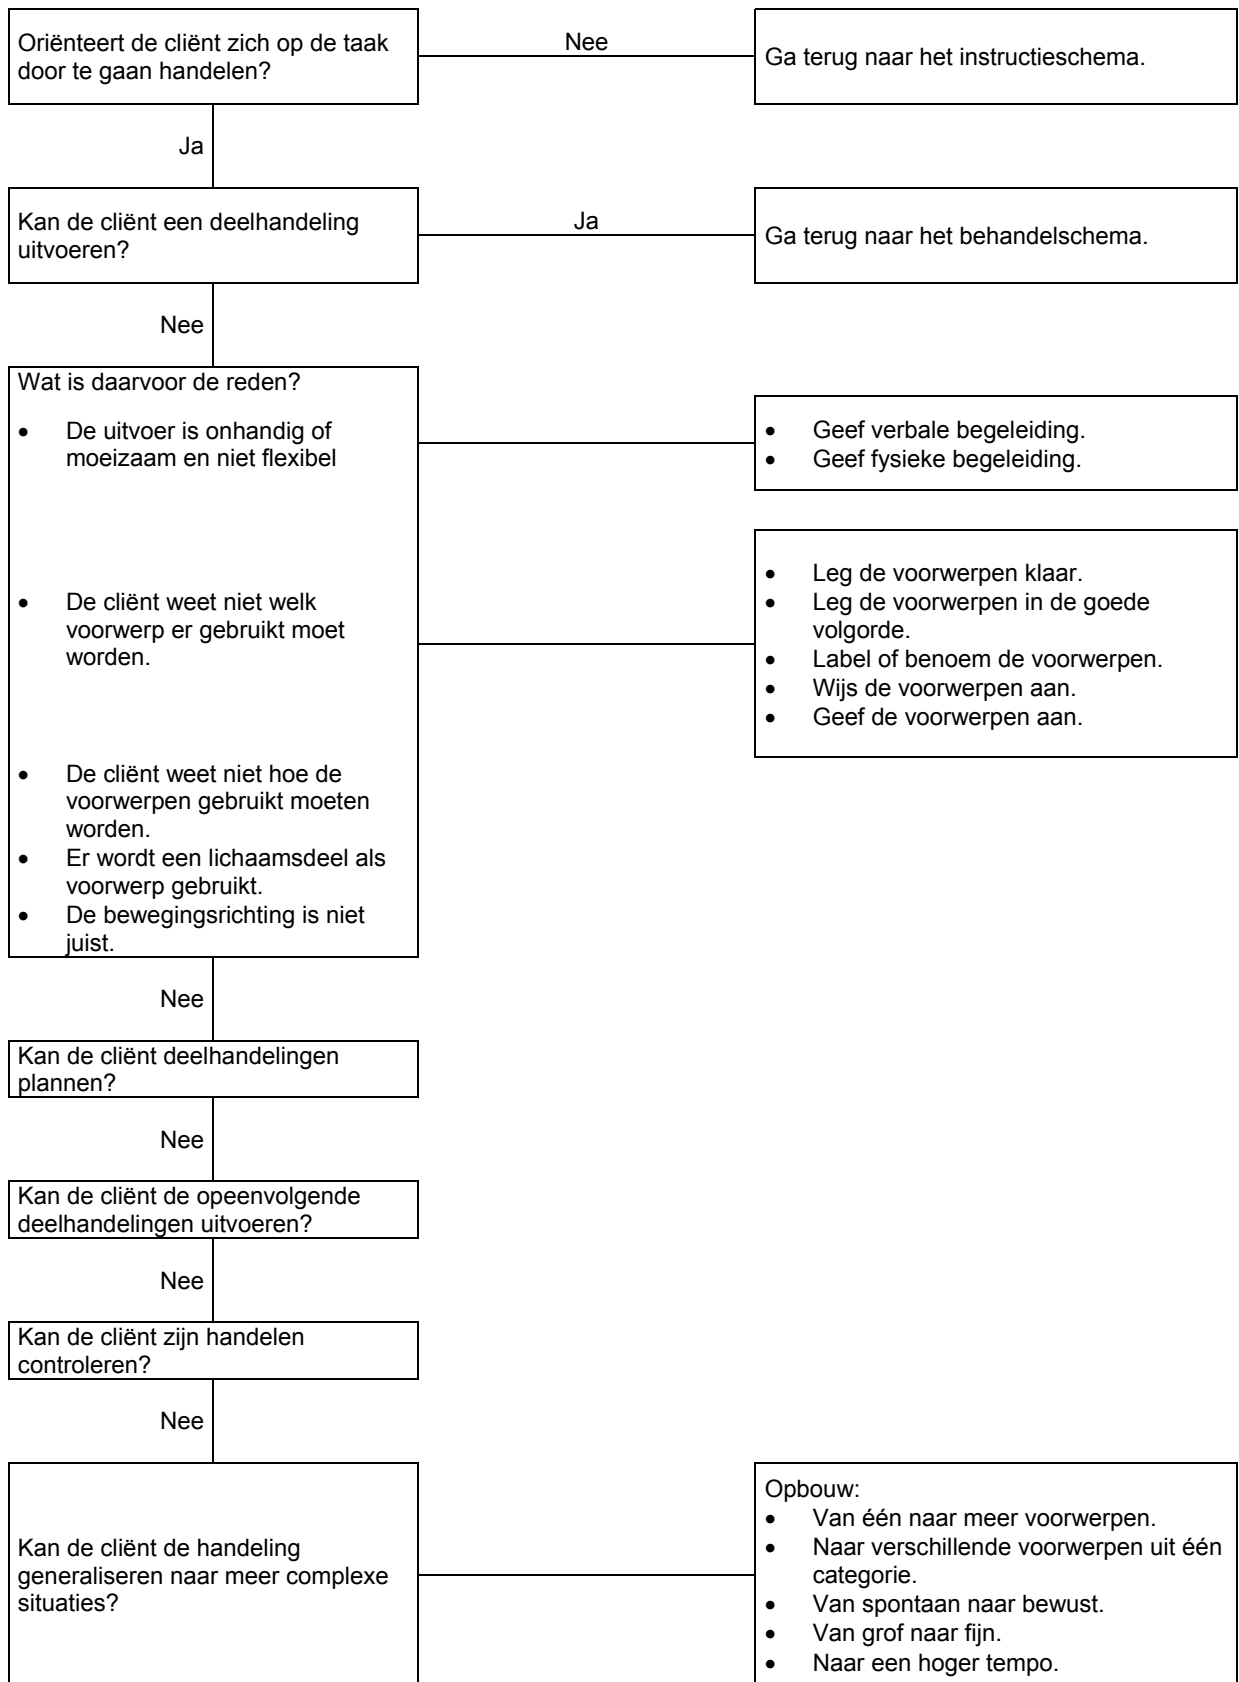 Oriënteert de cliënt zich op de taak
door te gaan handelen?
Nee
Ga terug naar het instructieschema.
Ja
Kan de cliënt een deelhandeling
uitvoeren?
Ja
Ga terug naar het behandelschema.
Nee
Wat is daarvoor de reden?
• De uitvoer is onhandig of
moeizaam en niet flexibel
• Geef verbale begeleiding.
• Geef fysieke begeleiding.
• De cliënt weet niet welk
voorwerp er gebruikt moet
worden.
• Leg de voorwerpen klaar.
• Leg de voorwerpen in de goede
volgorde.
• Label of benoem de voorwerpen.
• Wijs de voorwerpen aan.
• Geef de voorwerpen aan.
• De cliënt weet niet hoe de
voorwerpen gebruikt moeten
worden.
• Er wordt een lichaamsdeel als
voorwerp gebruikt.
• De bewegingsrichting is niet
juist.
Nee
Kan de cliënt deelhandelingen
plannen?
Nee
Kan de cliënt de opeenvolgende
deelhandelingen uitvoeren?
Nee
Kan de cliënt zijn handelen
controleren?
Nee
Kan de cliënt de handeling
generaliseren naar meer complexe
situaties?
Opbouw:
• Van één naar meer voorwerpen.
• Naar verschillende voorwerpen uit één
categorie.
• Van spontaan naar bewust.
• Van grof naar fijn.
• Naar een hoger tempo.